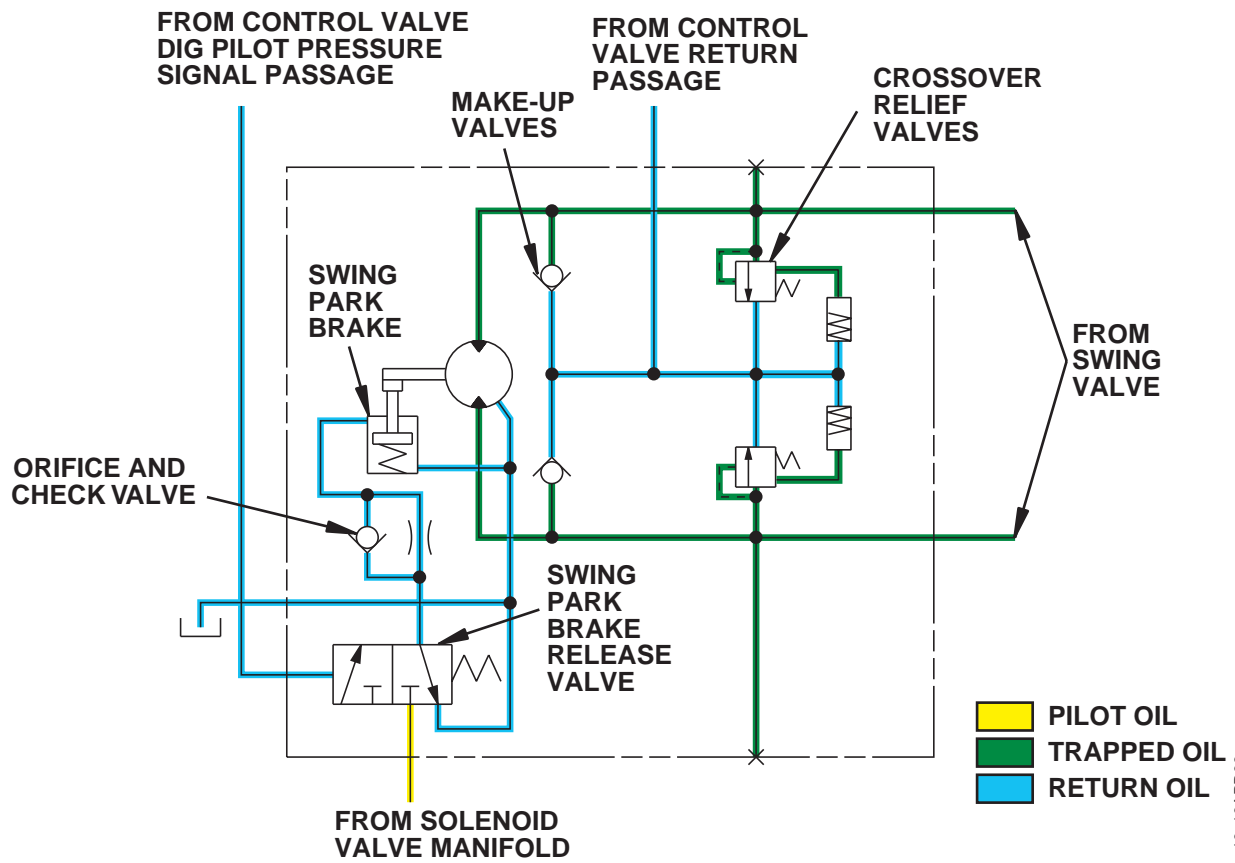 FROM CONTROL VALVE
DIG PILOT PRESSURE
SIGNAL PASSAGE
FROM CONTROL
VALVE RETURN
PASSAGE
MAKE-UP
VALVES
CROSSOVER
RELIEF
VALVES
SWING
PARK
BRAKE
FROM
SWING
VALVE
ORIFICE AND
CHECK VALVE
SWING
PARK
BRAKE
RELEASE
VALVE
PILOT OIL
TRAPPED OIL
RETURN OIL
FROM SOLENOID
VALVE MANIFOLD